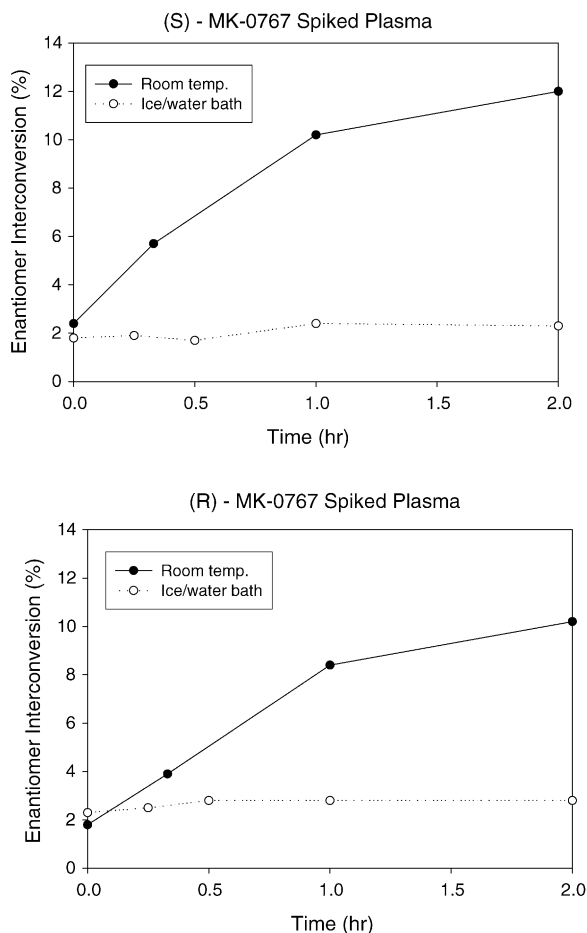 (S) - MK-0767 Spiked Plasma
14
12
10
8
6
4
2
0
Enantiomer Interconversion (%)
Room temp.
Ice/water bath
0.0 0.5 1.0 1.5 2.0
Time (hr)
(R) - MK-0767 Spiked Plasma
14
12
10
8
6
4
2
0
Enantiomer Interconversion (%)
Room temp.
Ice/water bath
0.0 0.5 1.0 1.5 2.0
Time (hr)